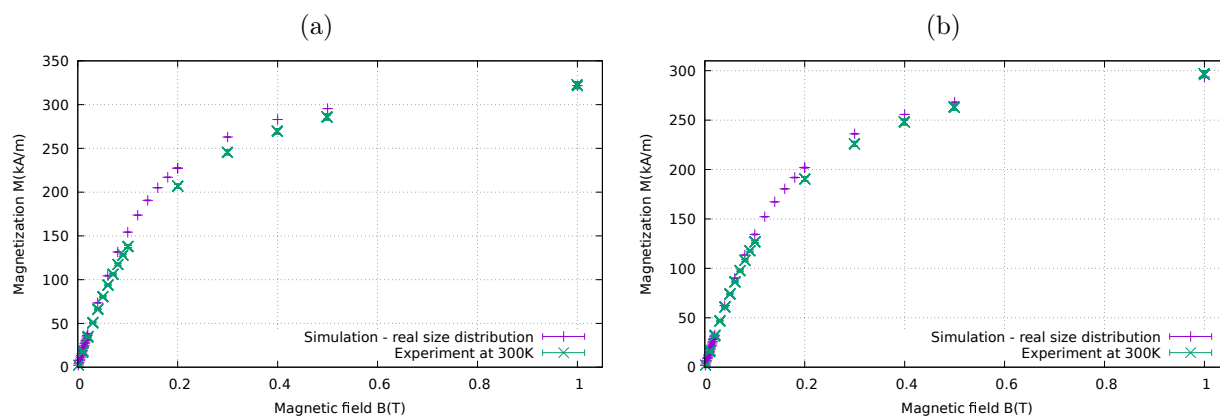 (a)
350
300
250
200
150
100
50
0
Magnetization M(kA/m)
0
0.2
0.4
0.6
0.8
1
Magnetic field B(T)
Simulation - real size distribution
Experiment at 300K
(b)
300
250
200
150
100
50
0
Magnetization M(kA/m)
0
0.2
0.4
0.6
0.8
1
Magnetic field B(T)
Simulation - real size distribution
Experiment at 300K